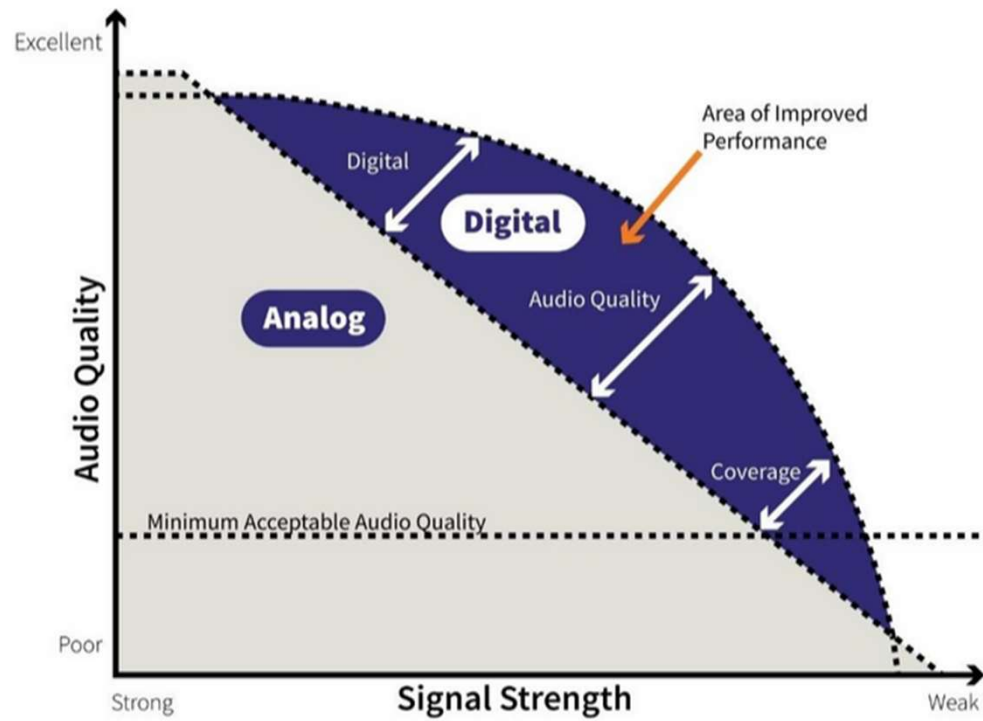 Excellent
Area of Improved
Performance
Digital
Digital
Audio Quality
Analog
Audio Quality
Coverage
Minimum Acceptable Audio Quality
Poor
Strong
Signal Strength
Weak